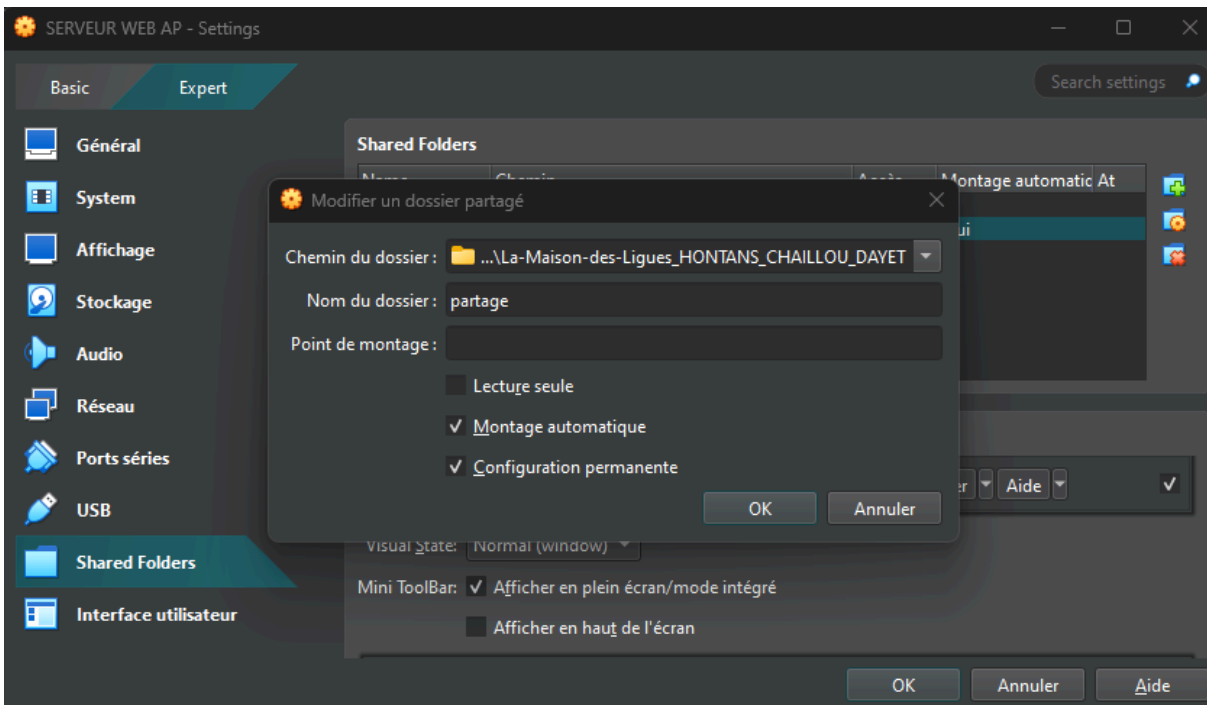 SERVEUR WEB AP - Settings
Basic
Expert
Search settings
Général
System
Affichage
Stockage
Audio
Réseau
Ports séries
USB
Shared Folders
Interface utilisateur
Shared Folders
Montage automatic At
Modifier un dossier partagé
Chemin du dossier : ...\La-Maison-des-Ligues_HONTANS_CHAILLOU_DAYET
Nom du dossier : partage
Point de montage :
Lecture seule
Montage automatique
Configuration permanente
OK Annuler
Aide
Visual State: Normal (window)
Mini ToolBar: Afficher en plein écran/mode intégré
Afficher en haut de l'écran
OK Annuler Aide